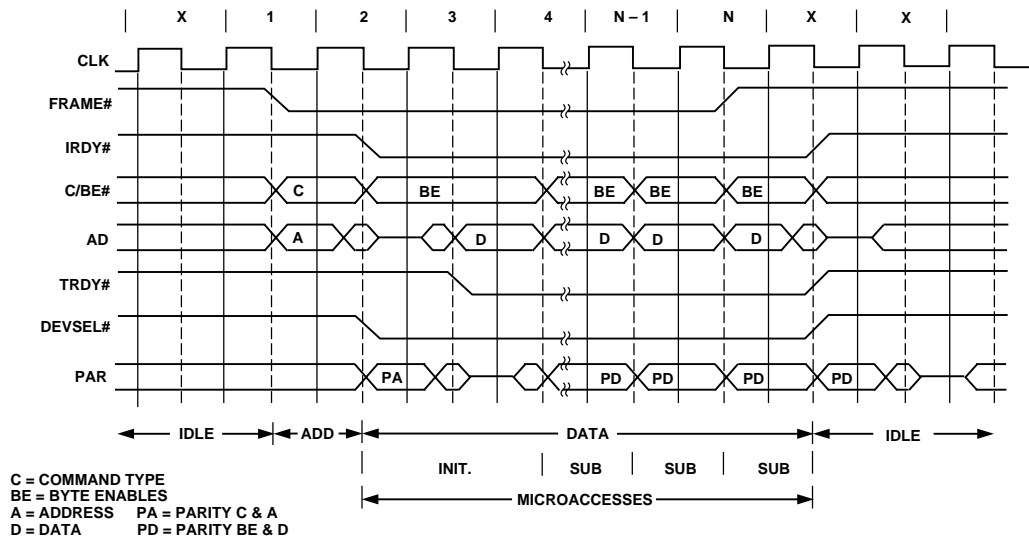 X 1 2 3 4 N – 1 N X X
CLK
FRAME#
IRDY#
C/BE# C BE BE BE BE
AD A D D D D
TRDY#
DEVSEL#
PAR PA PD PD PD PD
IDLE ADD DATA IDLE
INIT. SUB SUB SUB
MICROACCESSES
C = COMMAND TYPE
BE = BYTE ENABLES
A = ADDRESS PA = PARITY C & A
D = DATA PD = PARITY BE & D